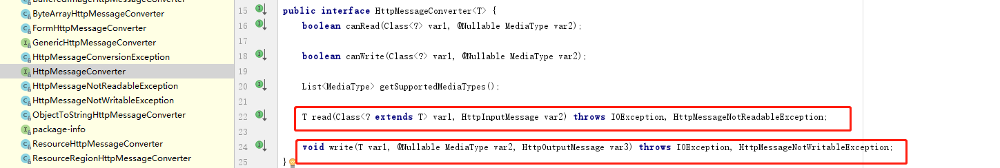 BufferedImageHttpMessageConverter
ByteArrayHttpMessageConverter
FormHttpMessageConverter
GenericHttpMessageConverter
HttpMessageConversionException
HttpMessageConverter
HttpMessageNotReadableException
HttpMessageNotWritableException
ObjectToStringHttpMessageConverter
package-info
ResourceHttpMessageConverter
ResourceRegionHttpMessageConverter
15 public interface HttpMessageConverter<T> {
16 boolean canRead(Class<?> var1, @Nullable MediaType var2);
17
18 boolean canWrite(Class<?> var1, @Nullable MediaType var2);
19
20 List<MediaType> getSupportedMediaTypes();
21
22 T read(Class<? extends T> var1, HttpInputMessage var2) throws IOException, HttpMessageNotReadableException;
23
24 void write(T var1, @Nullable MediaType var2, HttpOutputMessage var3) throws IOException, HttpMessageNotWritableException;
25 }